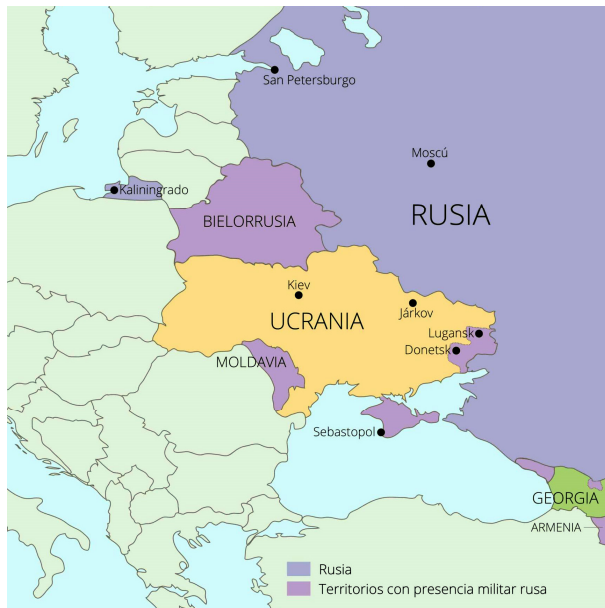 San Petersburgo
Moscú
Kaliningrado
RUSIA
BIELORRUSIA
Kiev
Járkov
UCRANIA
Lugansk
Donetsk
MOLDAVIA
Sebastopol
GEORGIA
ARMENIA
Rusia
Territorios con presencia militar rusa